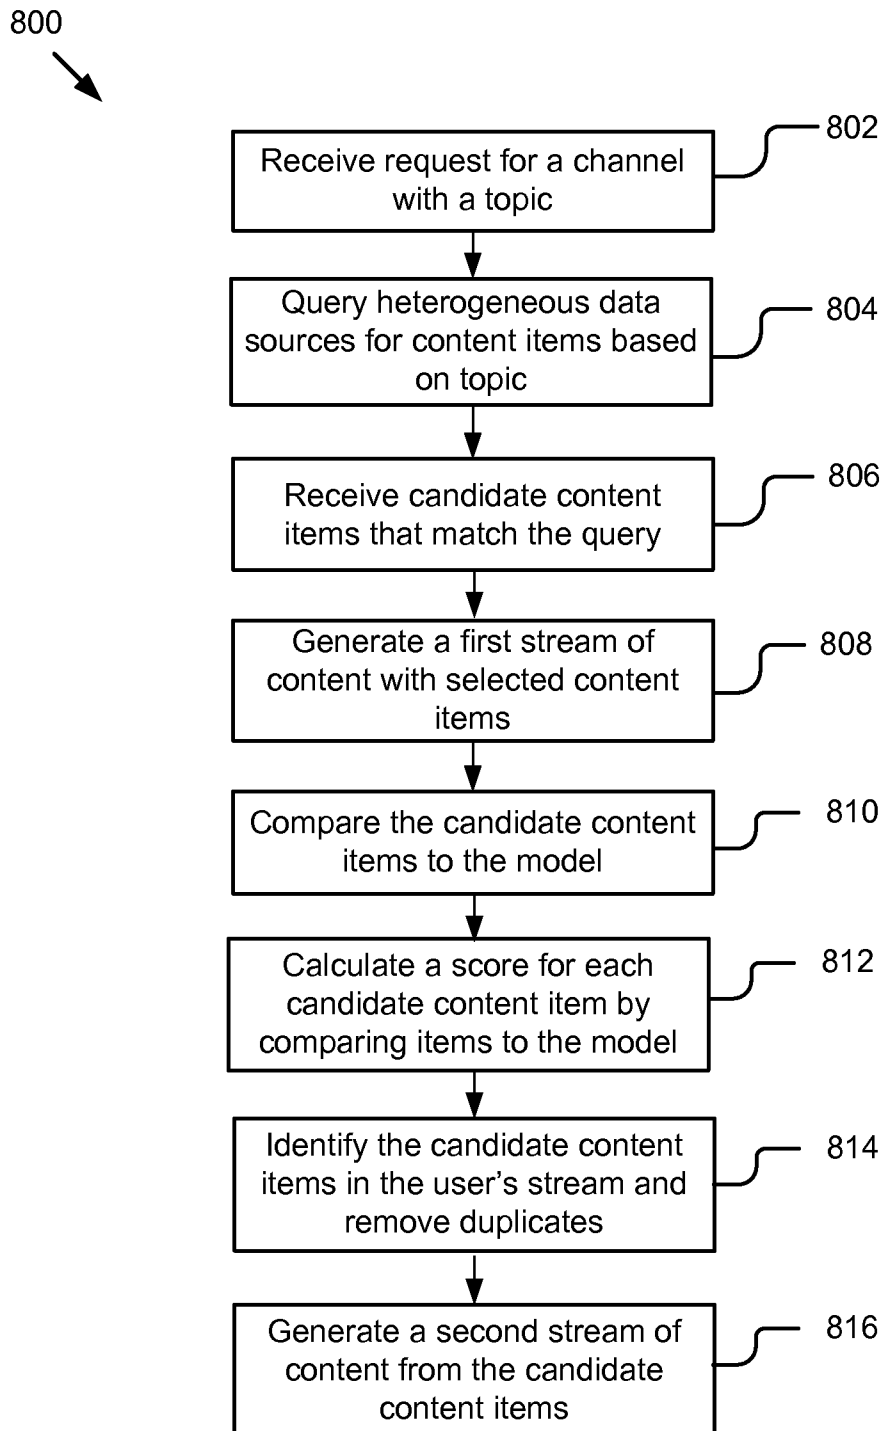 800
802
Receive request for a channel
with a topic
804
Query heterogeneous data
sources for content items based
on topic
806
Receive candidate content
items that match the query
808
Generate a first stream of
content with selected content
items
810
Compare the candidate content
items to the model
812
Calculate a score for each
candidate content item by
comparing items to the model
814
Identify the candidate content
items in the user's stream and
remove duplicates
816
Generate a second stream of
content from the candidate
content items